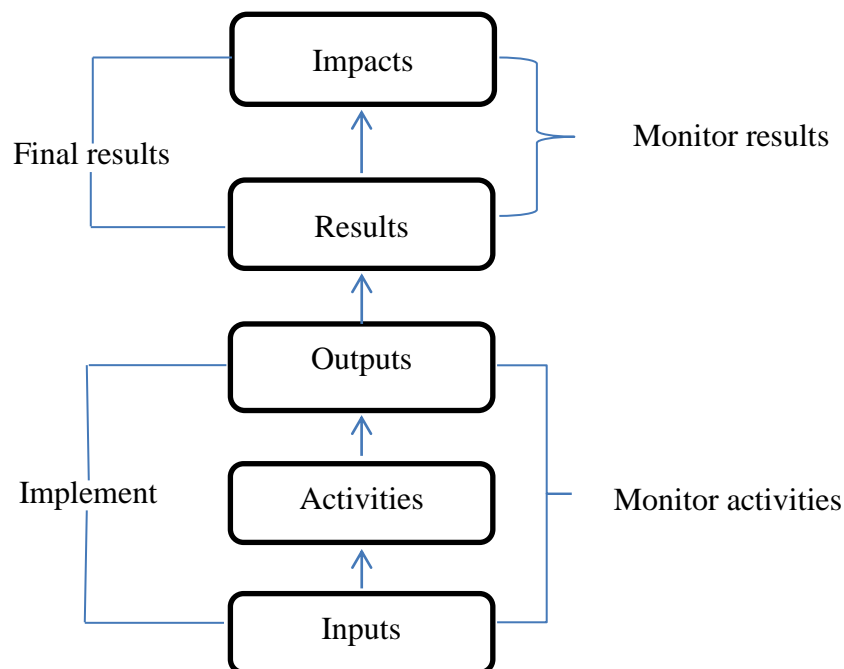 Impacts
Monitor results
Final results
Results
Outputs
Implement
Activities
Monitor activities
Inputs